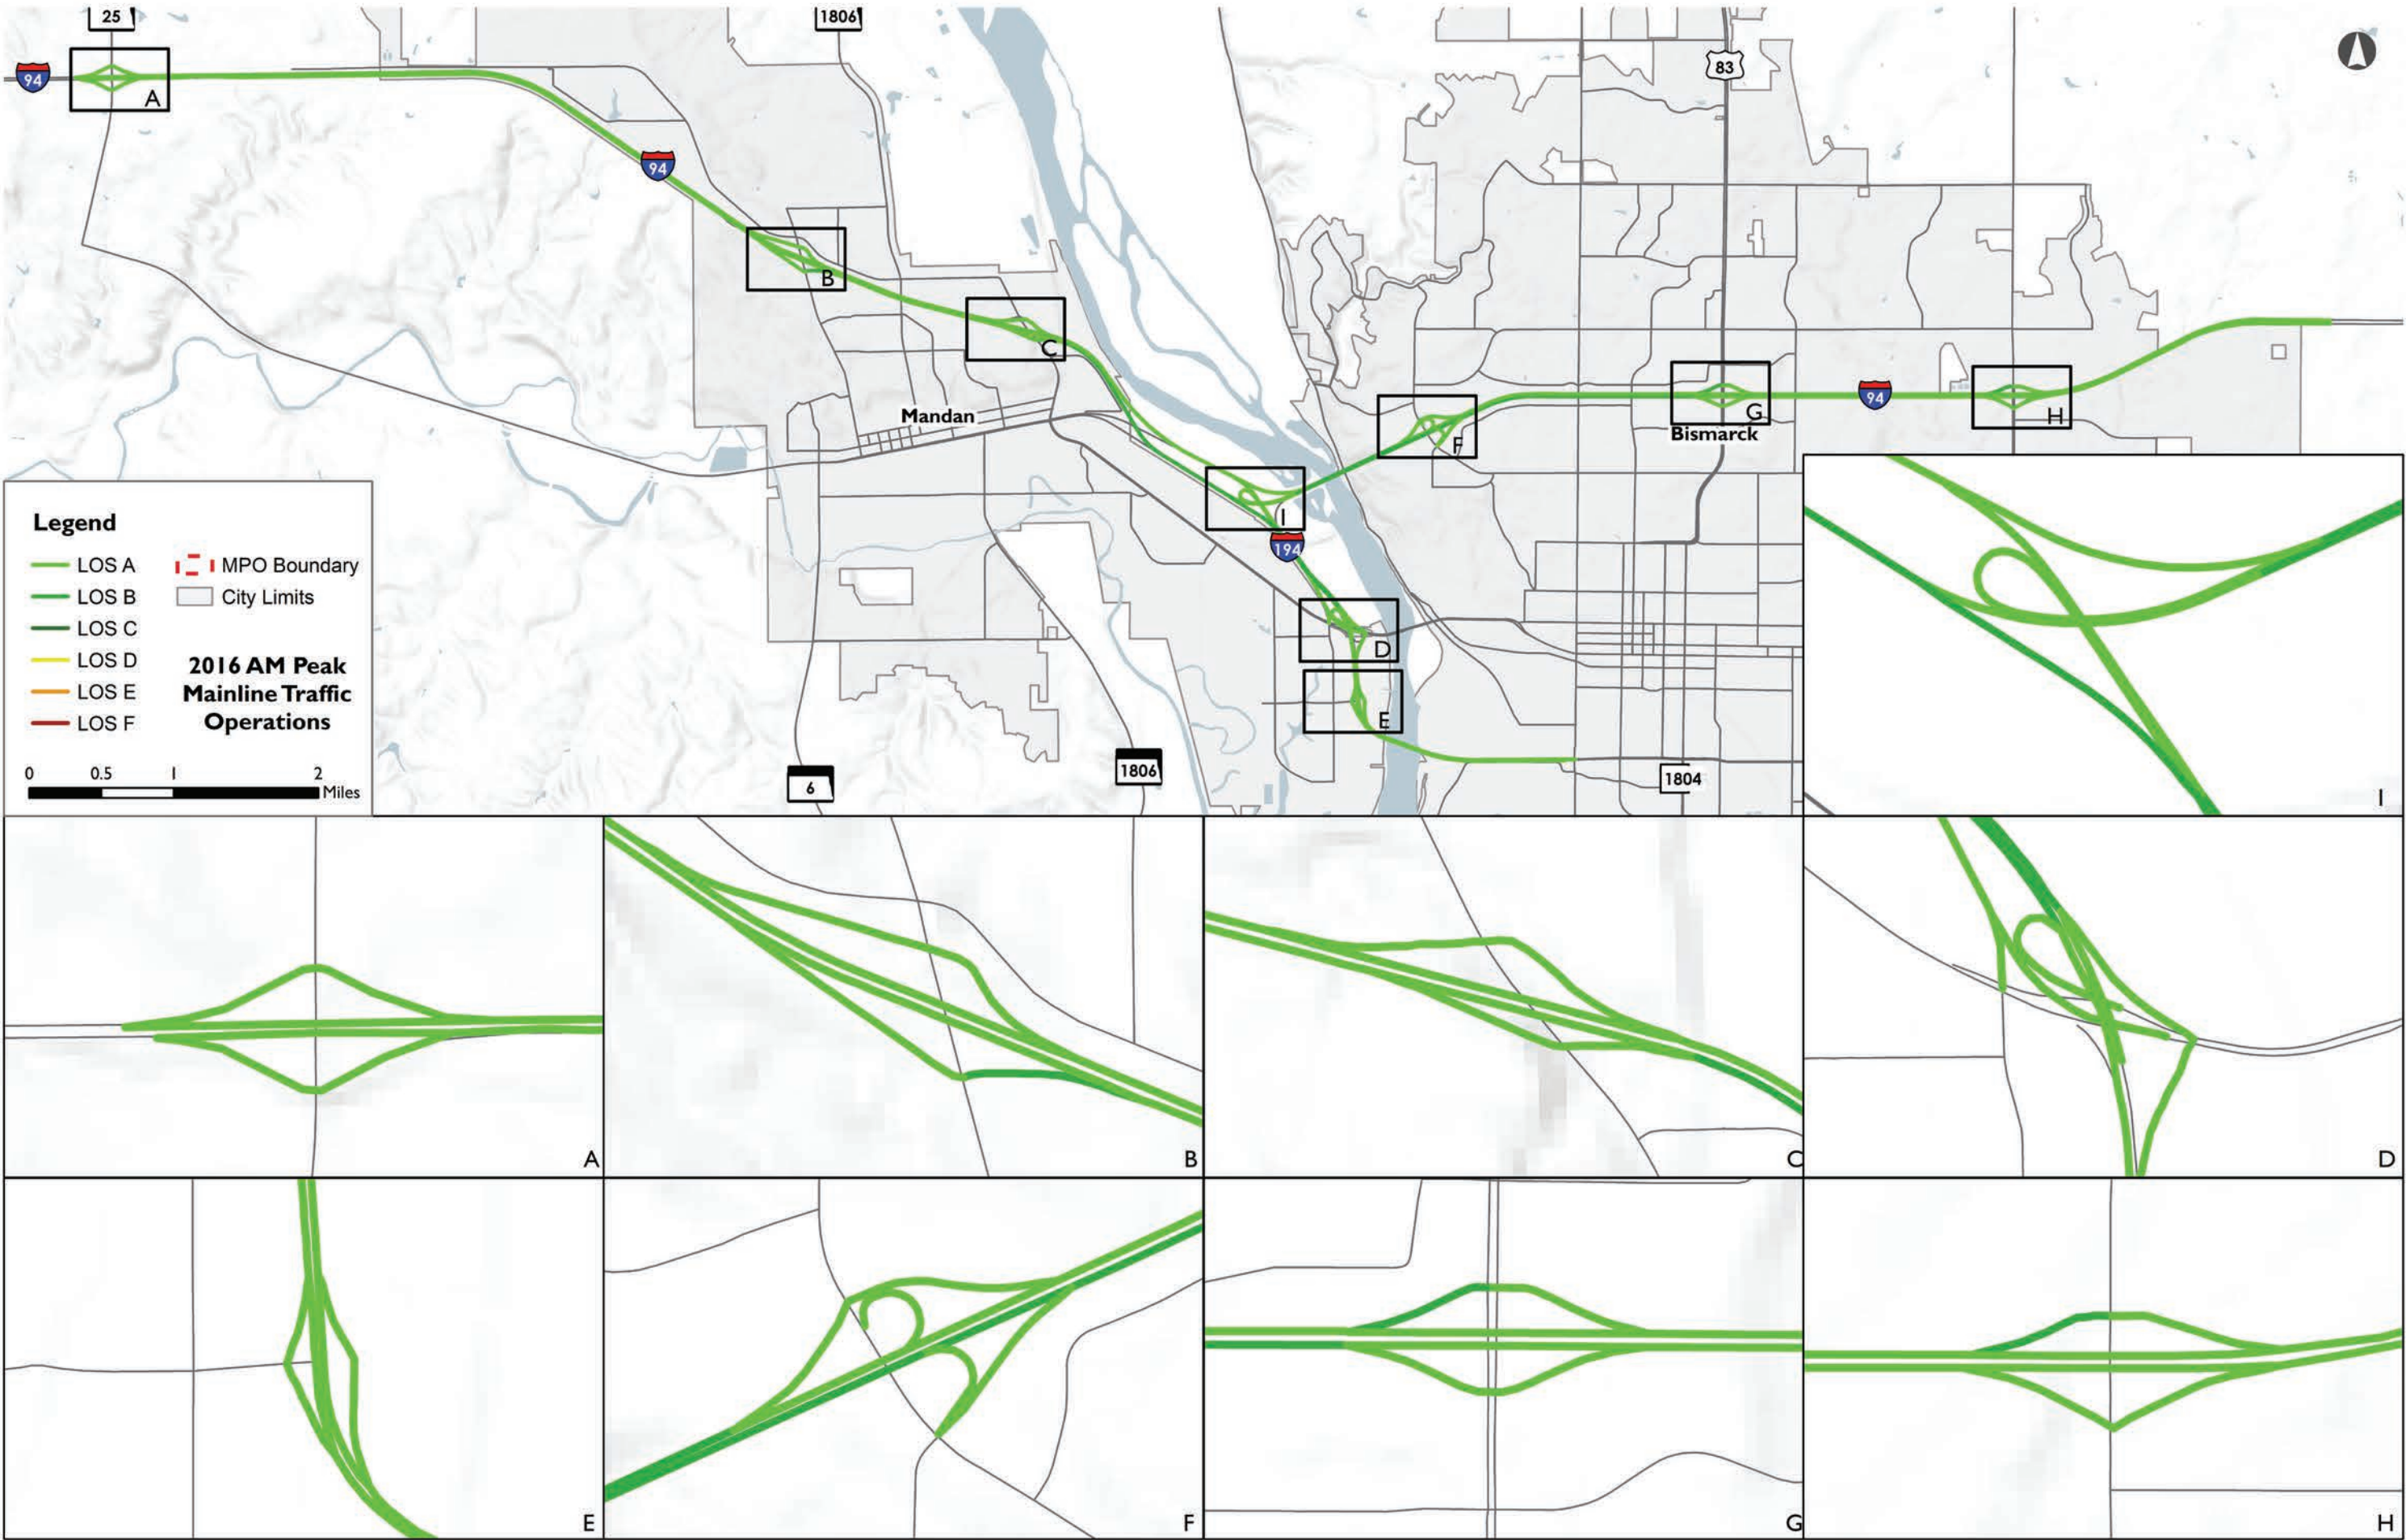 25
1806
83
94
A
94
B
C
Mandan
F
G
94
H
Bismarck
I
194
D
E
1806
6
1804
Legend
LOS A
LOS B
LOS C
LOS D
LOS E
LOS F
MPO Boundary
City Limits
2016 AM Peak
Mainline Traffic
Operations
0 0.5 1 2
Miles
I
A
B
C
D
E
F
G
H